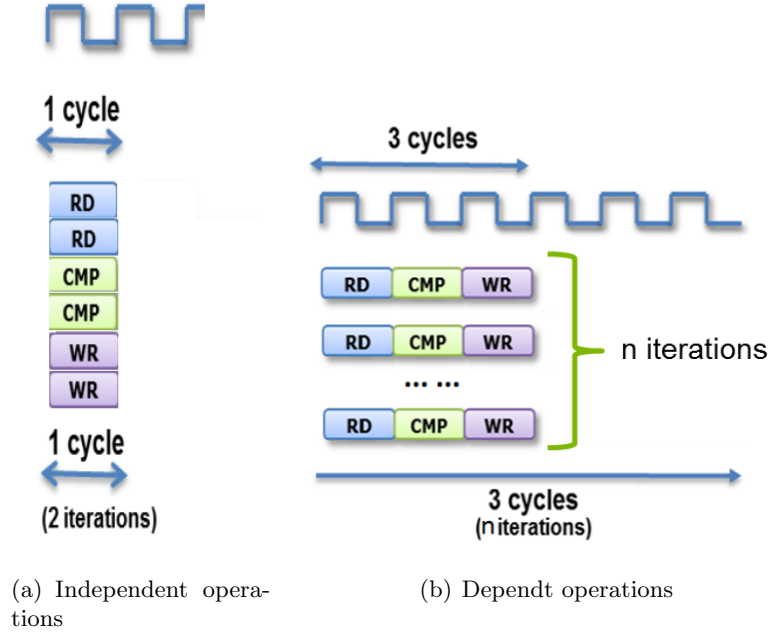 1 cycle
RD
RD
CMP
CMP
WR
WR
1 cycle
(2 iterations)
(a) Independent opera-
tions
3 cycles
RD CMP WR
RD CMP WR
... ...
RD CMP WR
n iterations
3 cycles
(n iterations)
(b) Dependt operations